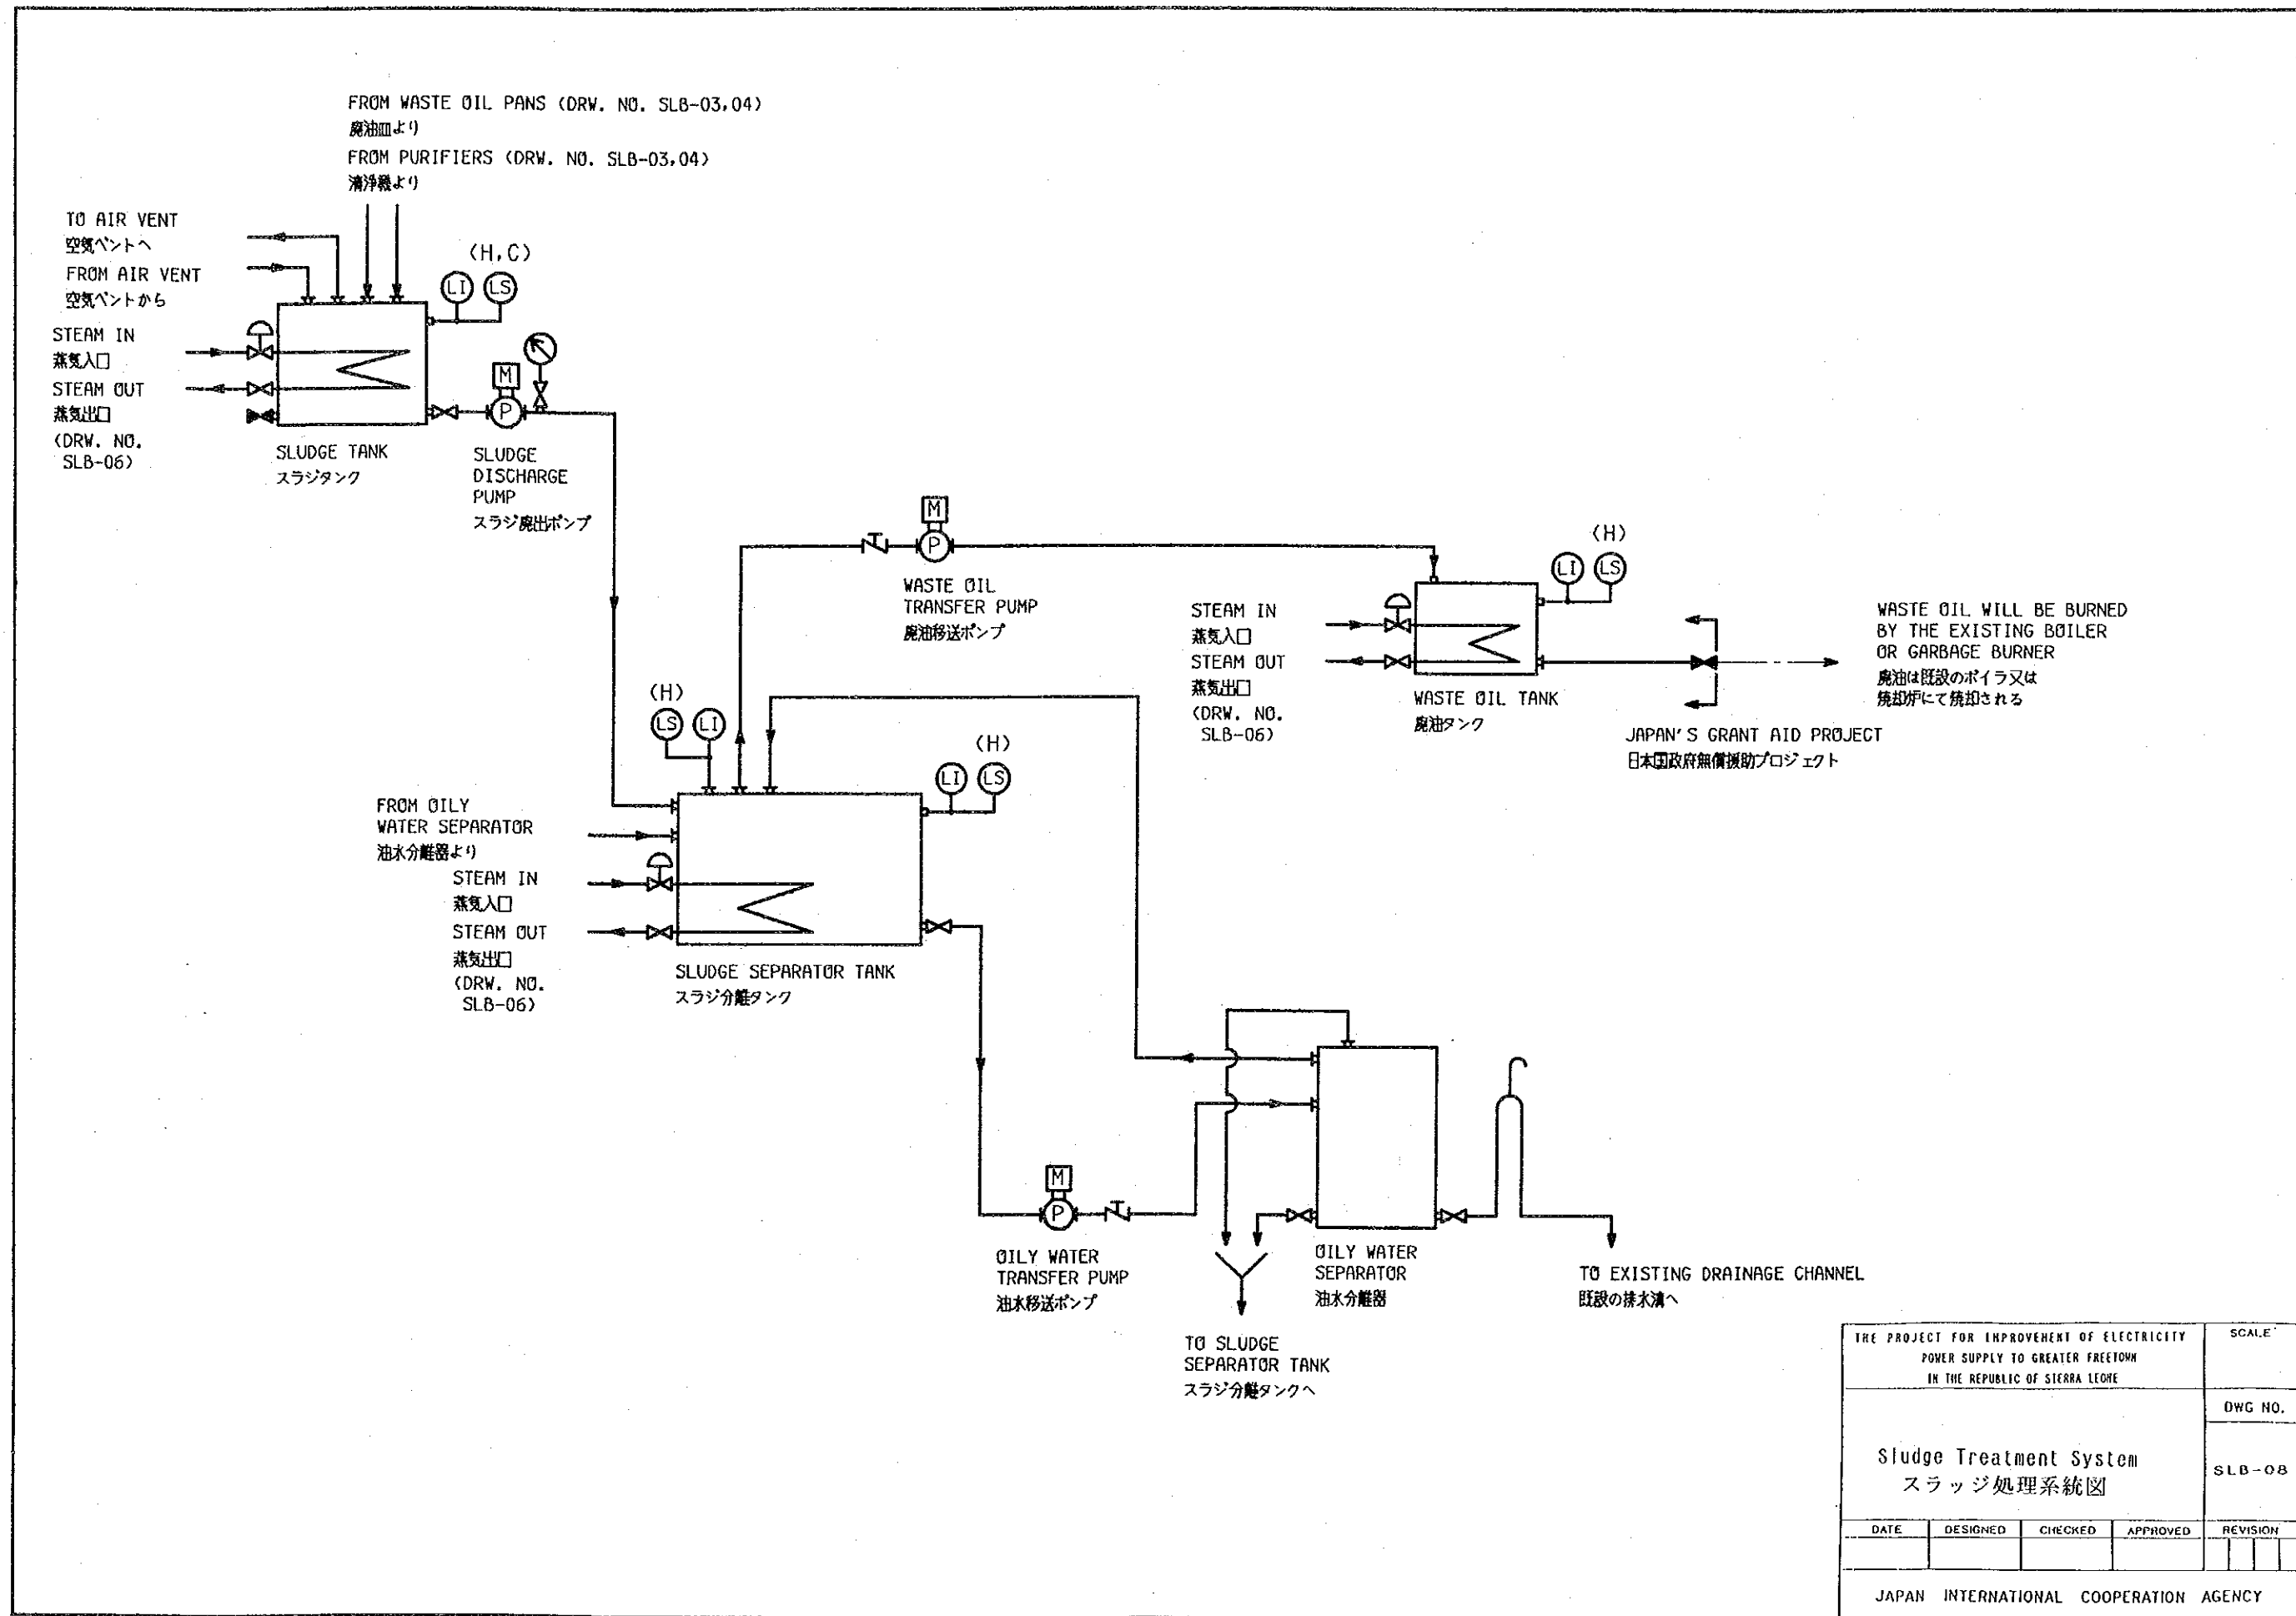 FROM WASTE OIL PANS (DRW. NO. SLB-03,04)
廃油皿より
FROM PURIFIERS (DRW. NO. SLB-03,04)
清浄機より
TO AIR VENT
空気ベントへ
FROM AIR VENT
空気ベントから
(H,C)
LI
LS
STEAM IN
蒸気入口
STEAM OUT
蒸気出口
(DRW. NO.
SLB-06)
M
P
SLUDGE TANK
スラジタンク
SLUDGE
DISCHARGE
PUMP
スラジ廃出ポンプ
M
P
WASTE OIL
TRANSFER PUMP
廃油移送ポンプ
(H)
LI
LS
STEAM IN
蒸気入口
STEAM OUT
蒸気出口
(DRW. NO.
SLB-06)
WASTE OIL TANK
廃油タンク
WASTE OIL WILL BE BURNED
BY THE EXISTING BOILER
OR GARBAGE BURNER
廃油は既設のボイラ又は
焼却炉にて焼却される
JAPAN'S GRANT AID PROJECT
日本国政府無償援助プロジェクト
(H)
LS
LI
(H)
LI
LS
FROM OILY
WATER SEPARATOR
油水分離器より
STEAM IN
蒸気入口
STEAM OUT
蒸気出口
(DRW. NO.
SLB-06)
SLUDGE SEPARATOR TANK
スラジ分離タンク
M
P
OILY WATER
TRANSFER PUMP
油水移送ポンプ
OILY WATER
SEPARATOR
油水分離器
TO SLUDGE
SEPARATOR TANK
スラジ分離タンクへ
TO EXISTING DRAINAGE CHANNEL
既設の排水溝へ
THE PROJECT FOR IMPROVEMENT OF ELECTRICITY
POWER SUPPLY TO GREATER FREETOWN
IN THE REPUBLIC OF SIERRA LEONE
SCALE
DWG NO.
Sludge Treatment System
スラッジ処理系統図
SLB-08
DATE
DESIGNED
CHECKED
APPROVED
REVISION
JAPAN INTERNATIONAL COOPERATION AGENCY